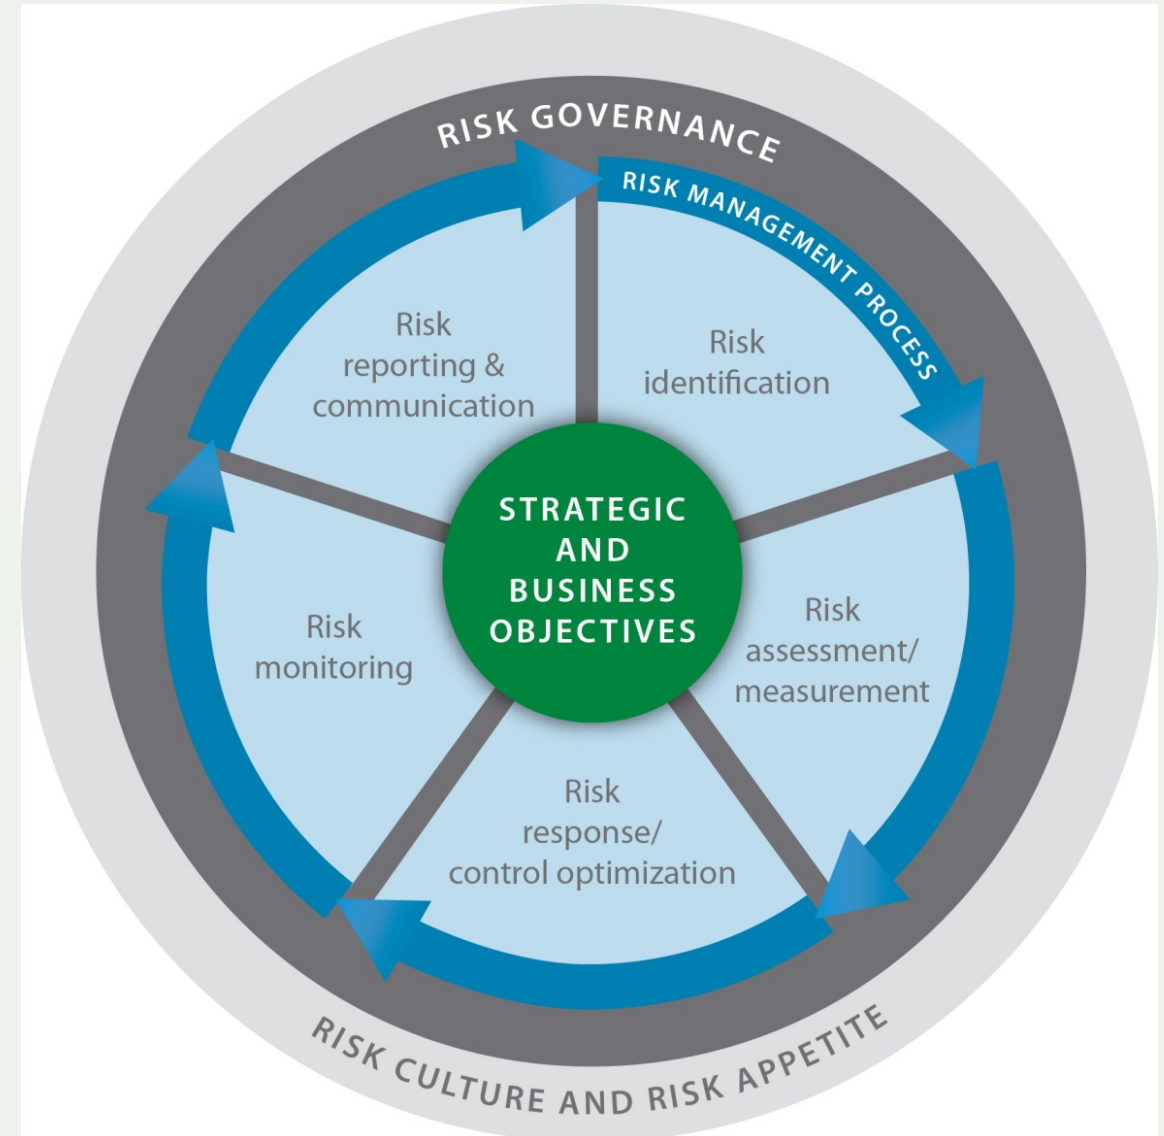 RISK GOVERNANCE
RISK MANAGEMENT PROCESS
Risk
identification
Risk
assessment/
measurement
Risk
response/
control optimization
Risk
monitoring
Risk
reporting &
communication
STRATEGIC
AND
BUSINESS
OBJECTIVES
RISK CULTURE AND RISK APPETITE